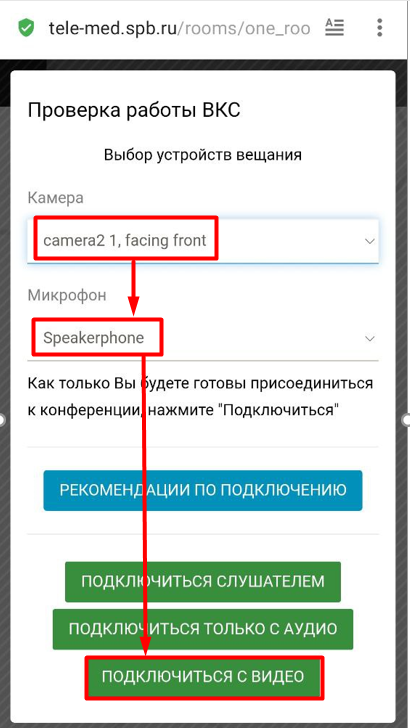 tele-med.spb.ru/rooms/one_roo
Проверка работы ВКС
Выбор устройств вещания
Камера
camera2 1, facing front
Микрофон
Speakerphone
Как только Вы будете готовы присоединиться
к конференции, нажмите "Подключиться"
РЕКОМЕНДАЦИИ ПО ПОДКЛЮЧЕНИЮ
ПОДКЛЮЧИТЬСЯ СЛУШАТЕЛЕМ
ПОДКЛЮЧИТЬСЯ ТОЛЬКО С АУДИО
ПОДКЛЮЧИТЬСЯ С ВИДЕО